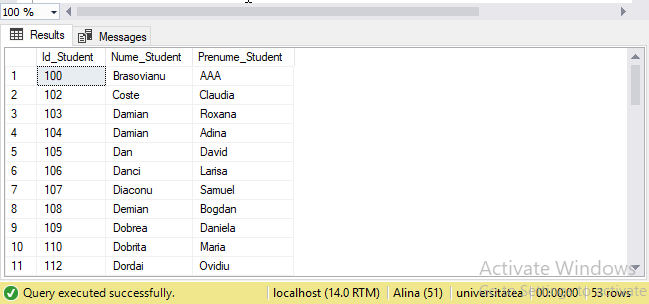 100 %
Results Messages
Id_Student Nume_Student Prenume_Student
1 100 Brasovianu AAA
2 102 Coste Claudia
3 103 Damian Roxana
4 104 Damian Adina
5 105 Dan David
6 106 Danci Larisa
7 107 Diaconu Samuel
8 108 Demian Bogdan
9 109 Dobrea Daniela
10 110 Dobrita Maria
11 112 Dordai Ovidiu
Activate Windows
Go to Settings to activate
Query executed successfully. localhost (14.0 RTM) Alina (51) universitatea 00:00:00 53 rows